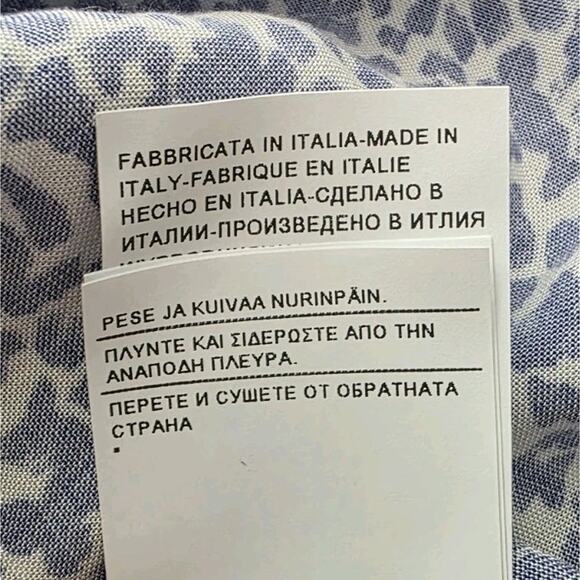 FABBRICATA IN ITALIA-MADE IN
ITALY-FABRIQUE EN ITALIE
HECHO EN ITALIA-СДЕЛАНО В
ИТАЛИИ-ПРОИЗВЕДЕНО В ИТЛИЯ
PESE JA KUIVAA NURINPÄIN.
ΠΛΥΝΤΕ ΚΑΙ ΣΙΔΕΡΩΣΤΕ ΑΠΟ ΤΗΝ
ΑΝΑΠΟΔΗ ΠΛΕΥΡΑ.
ПЕРЕТЕ И СУШЕТЕ ОТ ОБРАТНАТА
СТРАНА